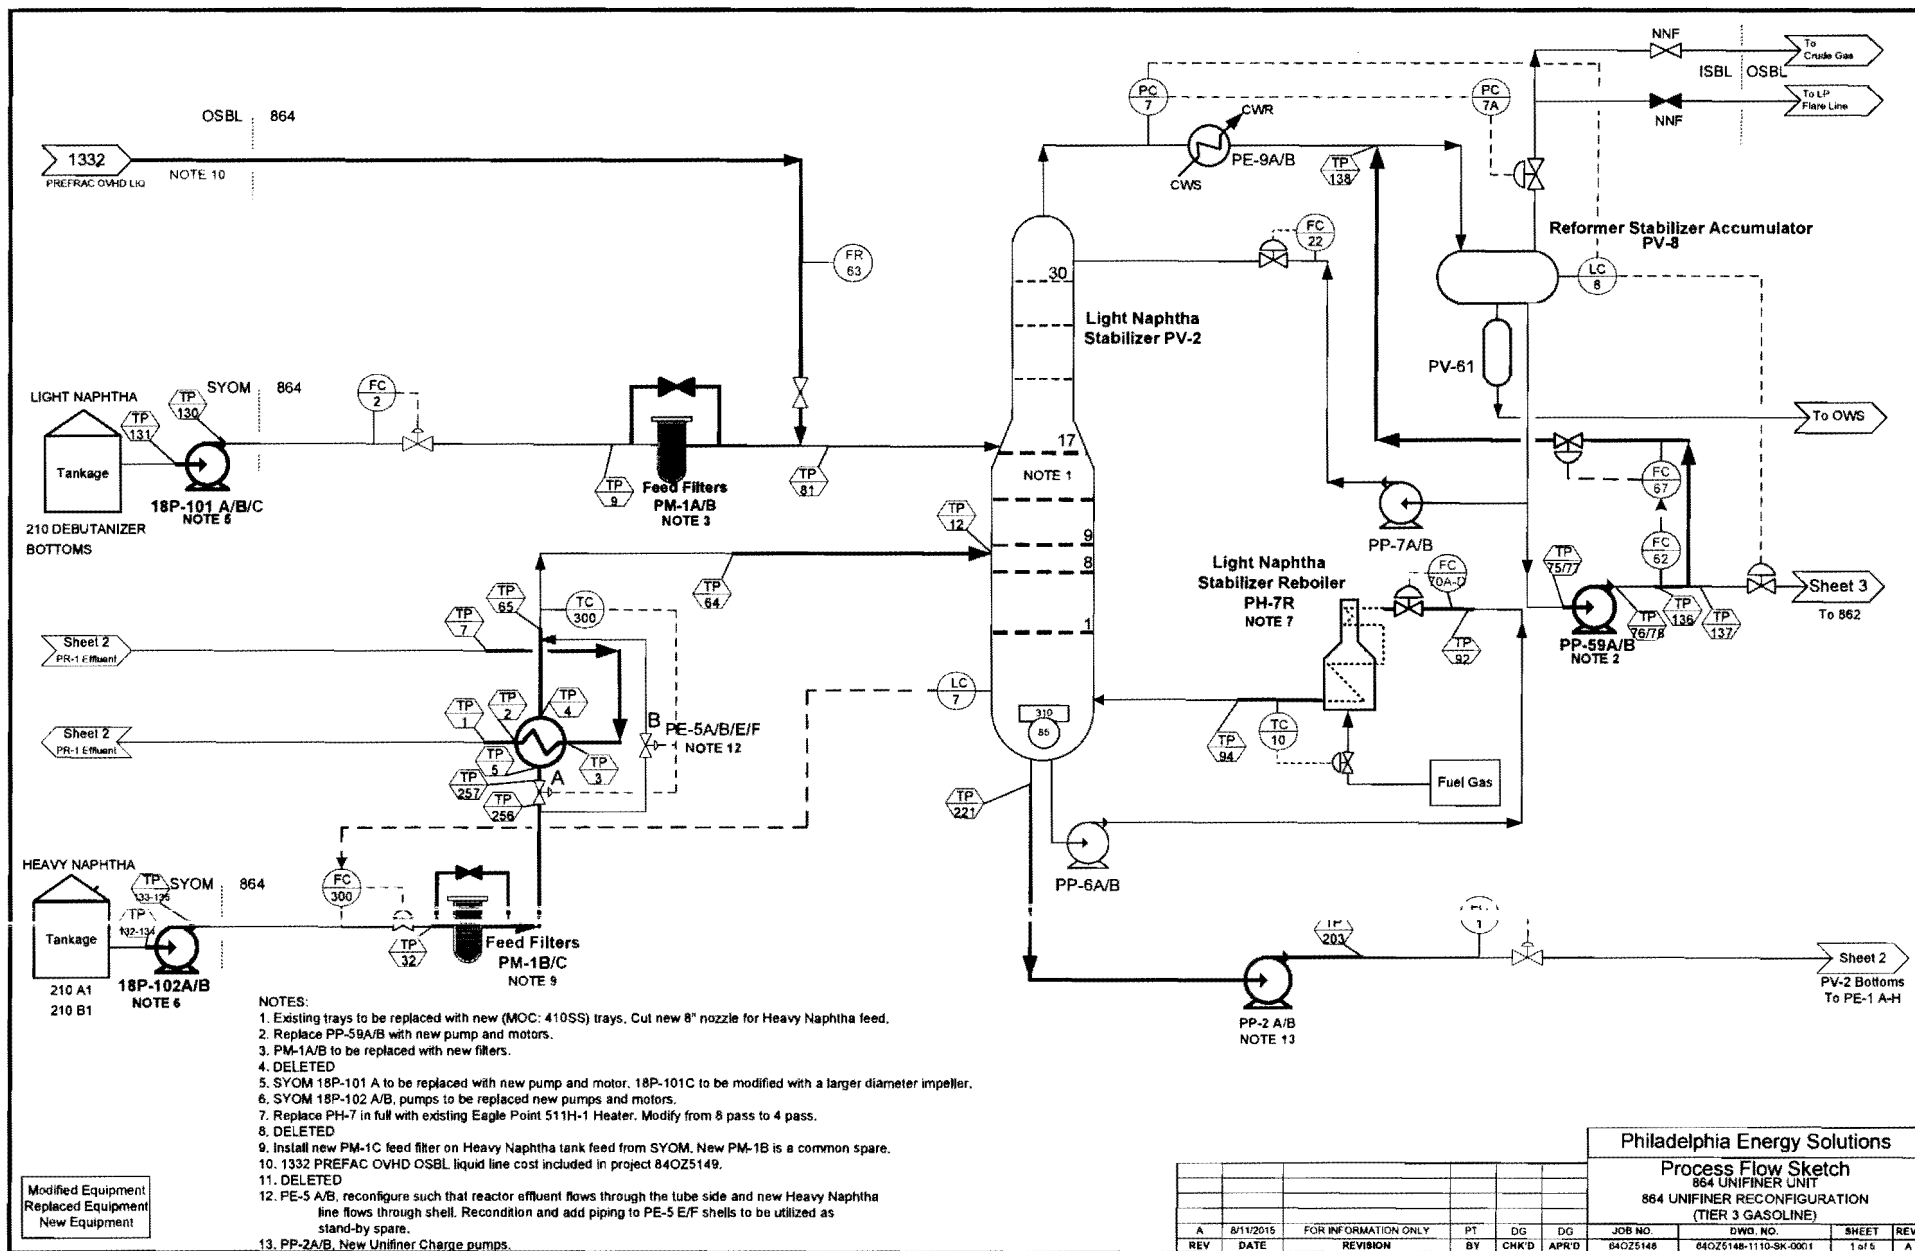 NNF
To
Crude Gas
ISBL
OSBL
To LP
Flare Line
NNF
PC
7
PC
7A
CWR
CWS
PE-9A/B
TP
138
OSBL
864
1332
PREFRAC OVHD LIQ
NOTE 10
FR
63
FC
22
Reformer Stabilizer Accumulator
PV-8
LC
8
30
Light Naphtha
Stabilizer PV-2
PV-61
To OWS
LIGHT NAPHTHA
TP
131
TP
130
SYOM
864
FC
2
Tankage
18P-101 A/B/C
NOTE 5
210 DEBUTANIZER
BOTTOMS
TP
9
Feed Filters
PM-1A/B
NOTE 3
TP
81
17
NOTE 1
TP
12
9
8
1
FC
67
FC
62
PP-7A/B
TP
75/77
PP-59A/B
NOTE 2
TP
76/78
TP
136
TP
137
Sheet 3
To 862
Light Naphtha
Stabilizer Reboiler
PH-7R
NOTE 7
FC
70A-D
TP
92
TP
94
TC
10
Fuel Gas
TP
64
TP
65
TC
300
TP
7
Sheet 2
PR-1 Effluent
Sheet 2
PR-1 Effluent
TP
1
TP
2
TP
4
TP
5
TP
3
TP
257
TP
256
A
B
PE-5A/B/E/F
NOTE 12
LC
7
310
85
TP
221
PP-6A/B
HEAVY NAPHTHA
TP
133-135
TP
132-134
SYOM
864
FC
300
Tankage
210 A1
210 B1
18P-102A/B
NOTE 6
TP
32
Feed Filters
PM-1B/C
NOTE 9
TP
203
1
PP-2 A/B
NOTE 13
Sheet 2
PV-2 Bottoms
To PE-1 A-H
NOTES:
1. Existing trays to be replaced with new (MOC: 410SS) trays. Cut new 8" nozzle for Heavy Naphtha feed.
2. Replace PP-59A/B with new pump and motors.
3. PM-1A/B to be replaced with new filters.
4. DELETED
5. SYOM 18P-101 A to be replaced with new pump and motor. 18P-101C to be modified with a larger diameter impeller.
6. SYOM 18P-102 A/B, pumps to be replaced new pumps and motors.
7. Replace PH-7 in full with existing Eagle Point 511H-1 Heater. Modify from 8 pass to 4 pass.
8. DELETED
9. Install new PM-1C feed filter on Heavy Naphtha tank feed from SYOM. New PM-1B is a common spare.
10. 1332 PREFAC OVHD OSBL liquid line cost included in project 84OZ5149.
11. DELETED
12. PE-5 A/B, reconfigure such that reactor effluent flows through the tube side and new Heavy Naphtha
line flows through shell. Recondition and add piping to PE-5 E/F shells to be utilized as
stand-by spare.
13. PP-2A/B, New Unifiner Charge pumps.
Modified Equipment
Replaced Equipment
New Equipment
Philadelphia Energy Solutions
Process Flow Sketch
864 UNIFINER UNIT
864 UNIFINER RECONFIGURATION
(TIER 3 GASOLINE)
A 8/11/2015 FOR INFORMATION ONLY PT DG DG
REV DATE REVISION BY CHK'D APR'D
JOB NO. DWG. NO. SHEET REV
84OZ5148 84OZ5148-1110-SK-0001 1 of 5 A